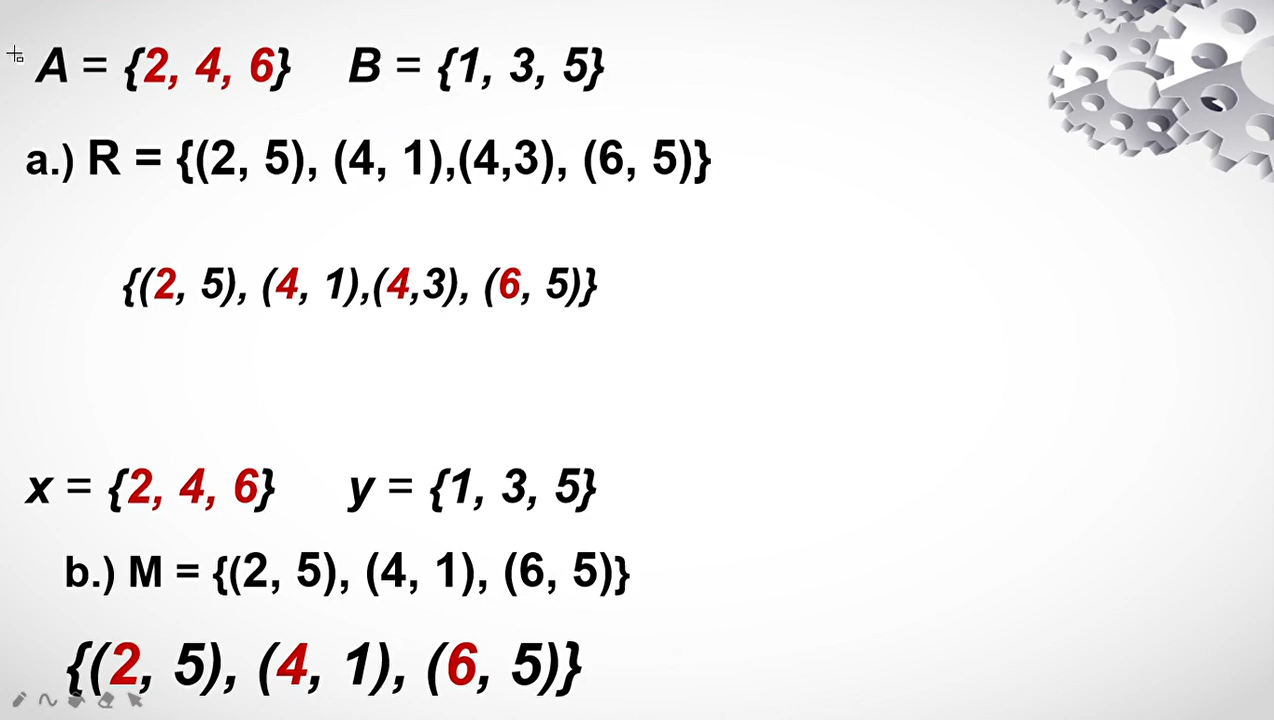 A = {2, 4, 6} B = {1, 3, 5}
a.) R = {(2, 5), (4, 1),(4,3), (6, 5)}
{(2, 5), (4, 1),(4,3), (6, 5)}
x = {2, 4, 6} y = {1, 3, 5}
b.) M = {(2, 5), (4, 1), (6, 5)}
{(2, 5), (4, 1), (6, 5)}